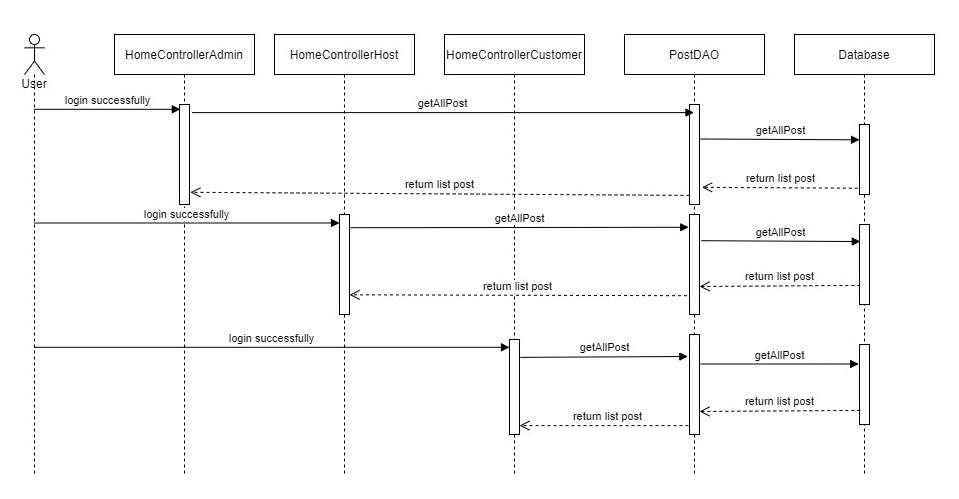 HomeControllerAdmin
HomeControllerHost
HomeControllerCustomer
PostDAO
Database
User
login successfully
getAllPost
getAllPost
return list post
return list post
login successfully
getAllPost
getAllPost
return list post
return list post
login successfully
getAllPost
getAllPost
return list post
return list post